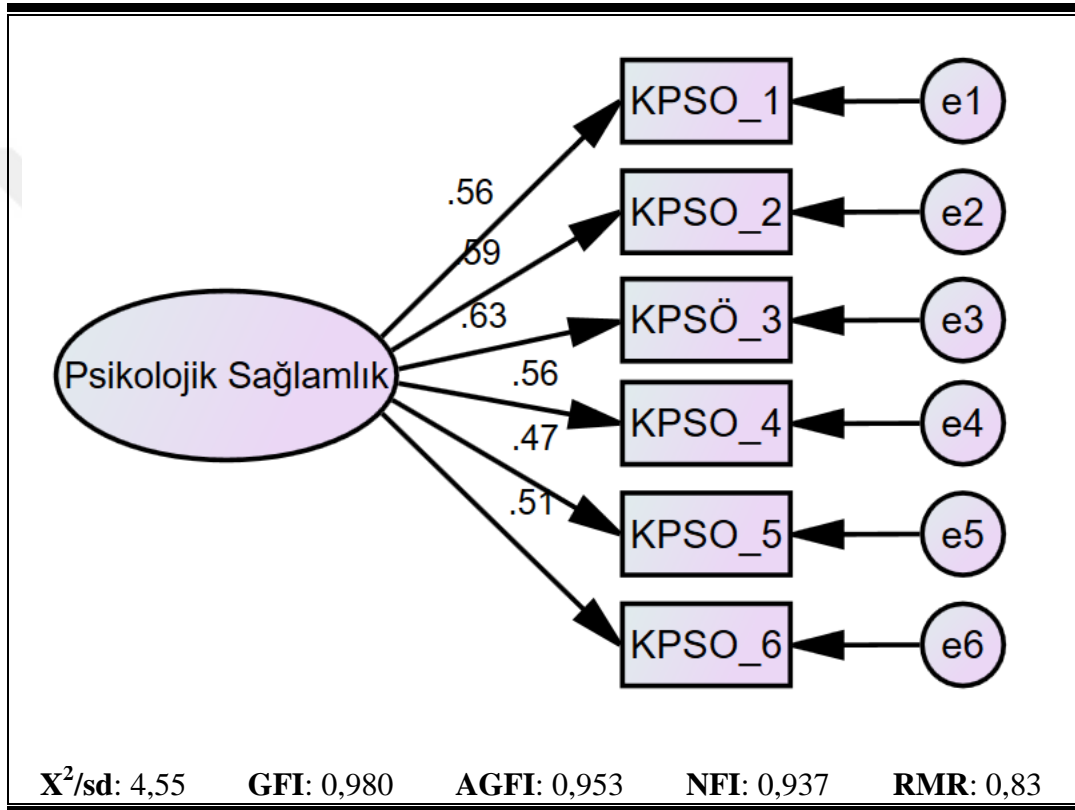 KPSO_1 e1
.56
KPSO_2 e2
.59
KPSÖ_3 e3
.63
Psikolojik Sağlamlık
.56
KPSO_4 e4
.47
.51
KPSO_5 e5
KPSO_6 e6
X²/sd: 4,55 GFI: 0,980 AGFI: 0,953 NFI: 0,937 RMR: 0,83